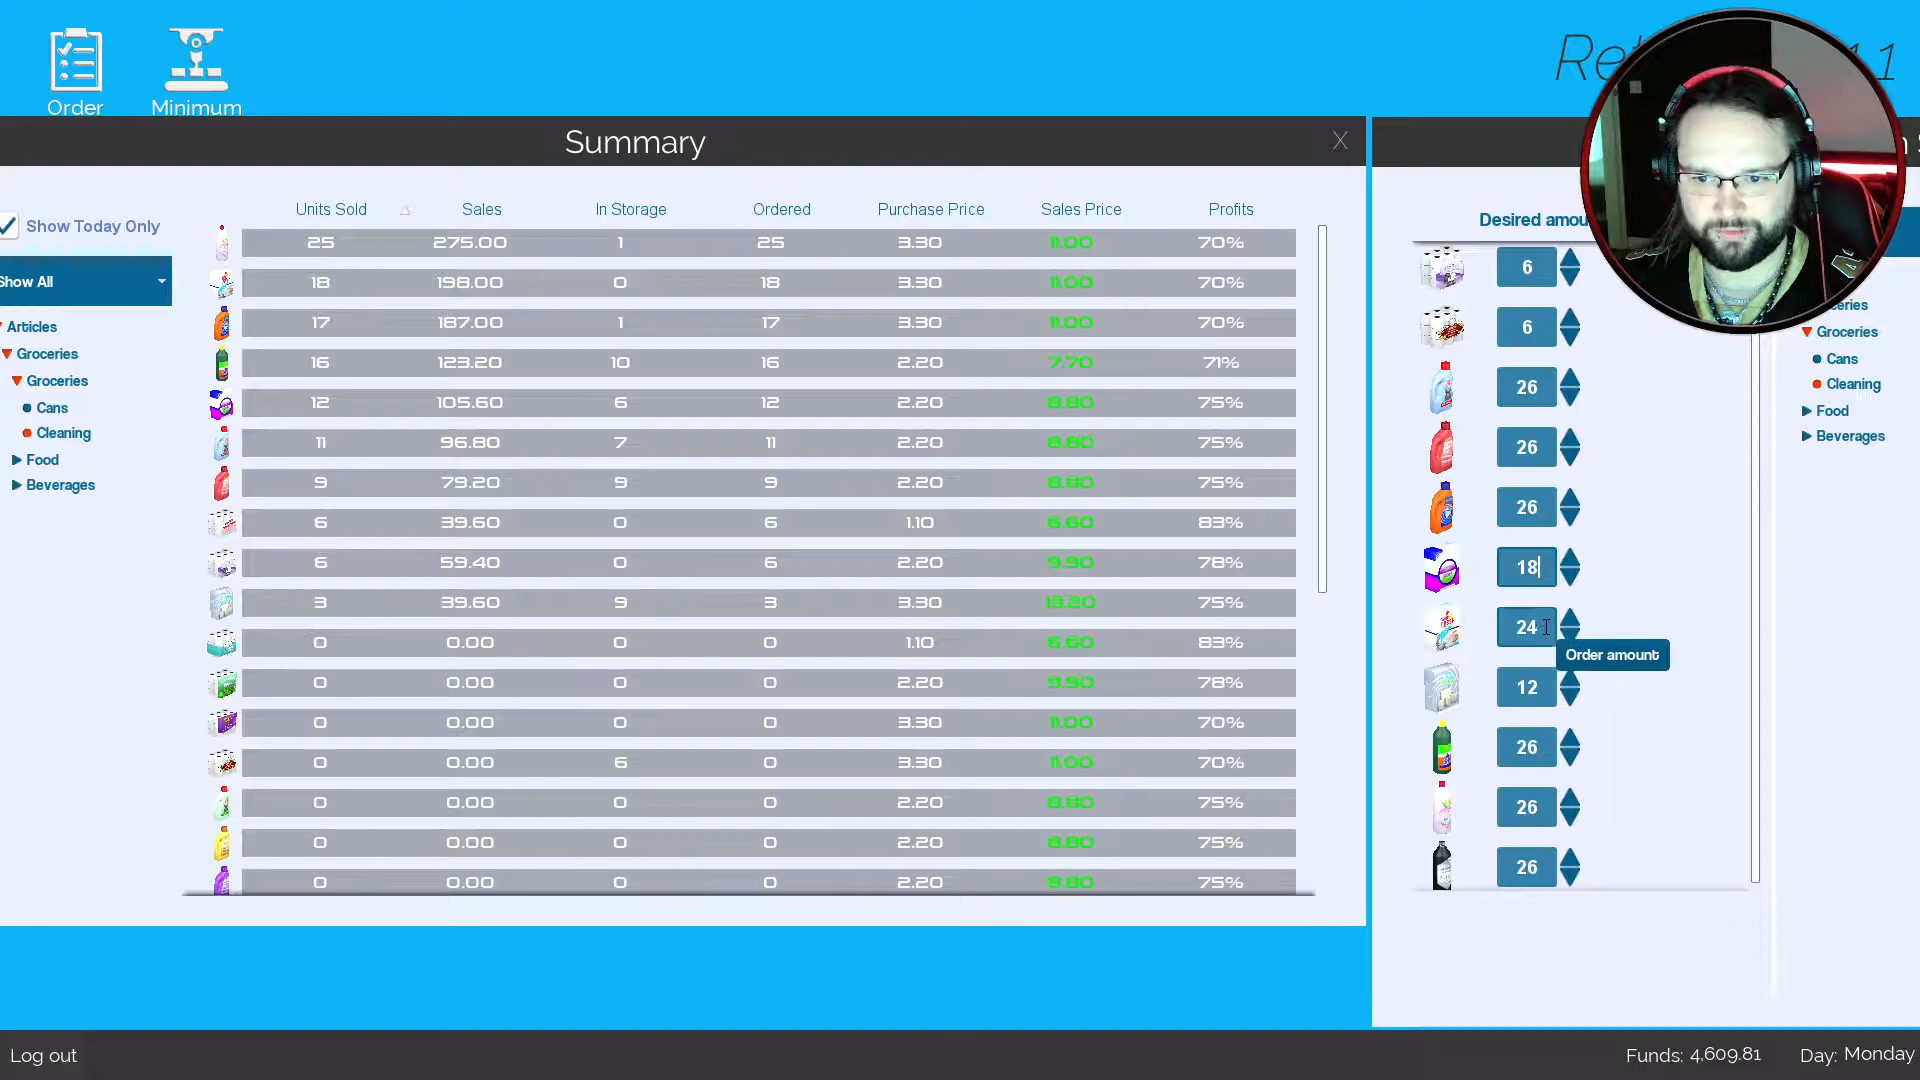 Order
Minimum
Summary
X
Show Today Only
Show All
Articles
Groceries
Groceries
Cans
Cleaning
Food
Beverages
Units Sold Sales In Storage Ordered Purchase Price Sales Price Profits
25 275.00 1 25 3.30 11.00 70%
18 198.00 0 18 3.30 11.00 70%
17 187.00 1 17 3.30 11.00 70%
16 123.20 10 16 2.20 7.70 71%
12 105.60 6 12 2.20 8.80 75%
11 96.80 7 11 2.20 8.80 75%
9 79.20 9 9 2.20 8.80 75%
6 39.60 0 6 1.10 6.60 83%
6 59.40 0 6 2.20 9.90 78%
3 39.60 9 3 3.30 13.20 75%
0 0.00 0 0 1.10 6.60 83%
0 0.00 0 0 2.20 9.90 78%
0 0.00 0 0 3.30 11.00 70%
0 0.00 6 0 3.30 11.00 70%
0 0.00 0 0 2.20 8.80 75%
0 0.00 0 0 2.20 8.80 75%
0 0.00 0 0 2.20 8.80 75%
Desired
6
6
26
26
26
18
24
Order amount
12
26
26
26
Groceries
Cans
Cleaning
Food
Beverages
Log out
Funds: 4,609.81
Day: Monday